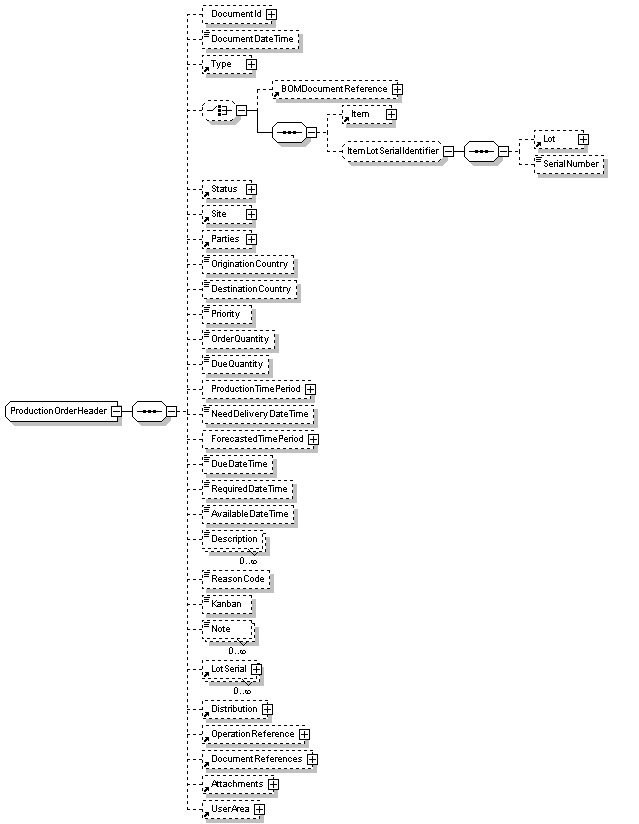 DocumentId
DocumentDateTime
Type
BOMDocumentReference
Item
ItemLotSerialIdentifier
Lot
SerialNumber
Status
Site
Parties
OriginationCountry
DestinationCountry
Priority
OrderQuantity
DueQuantity
ProductionTimePeriod
NeedDeliveryDateTime
ProductionOrderHeader
ForecastedTimePeriod
DueDateTime
RequiredDateTime
AvailableDateTime
Description
0..∞
ReasonCode
Kanban
Note
0..∞
LotSerial
0..∞
Distribution
OperationReference
DocumentReferences
Attachments
UserArea